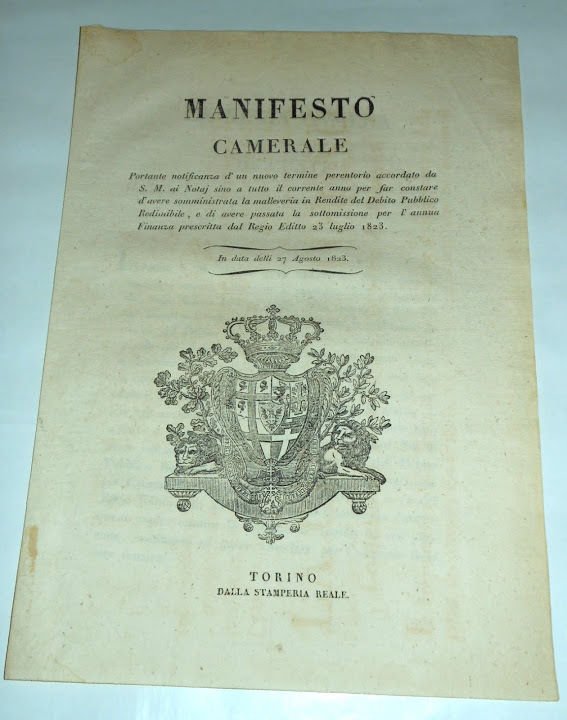 MANIFESTO
CAMERALE
Portante notificanza d'un nuovo termine perentorio accordato da
S. M. ai Notaj sino a tutto il corrente anno per far constare
d'avere somministrata la malleveria in Rendite del Debito Pubblico
Redimibile, e di avere passata la sottomissione per l'annua
Finanza prescritta dal Regio Editto 23 luglio 1823.
In data delli 27 Agosto 1823.
TORINO
DALLA STAMPERIA REALE.